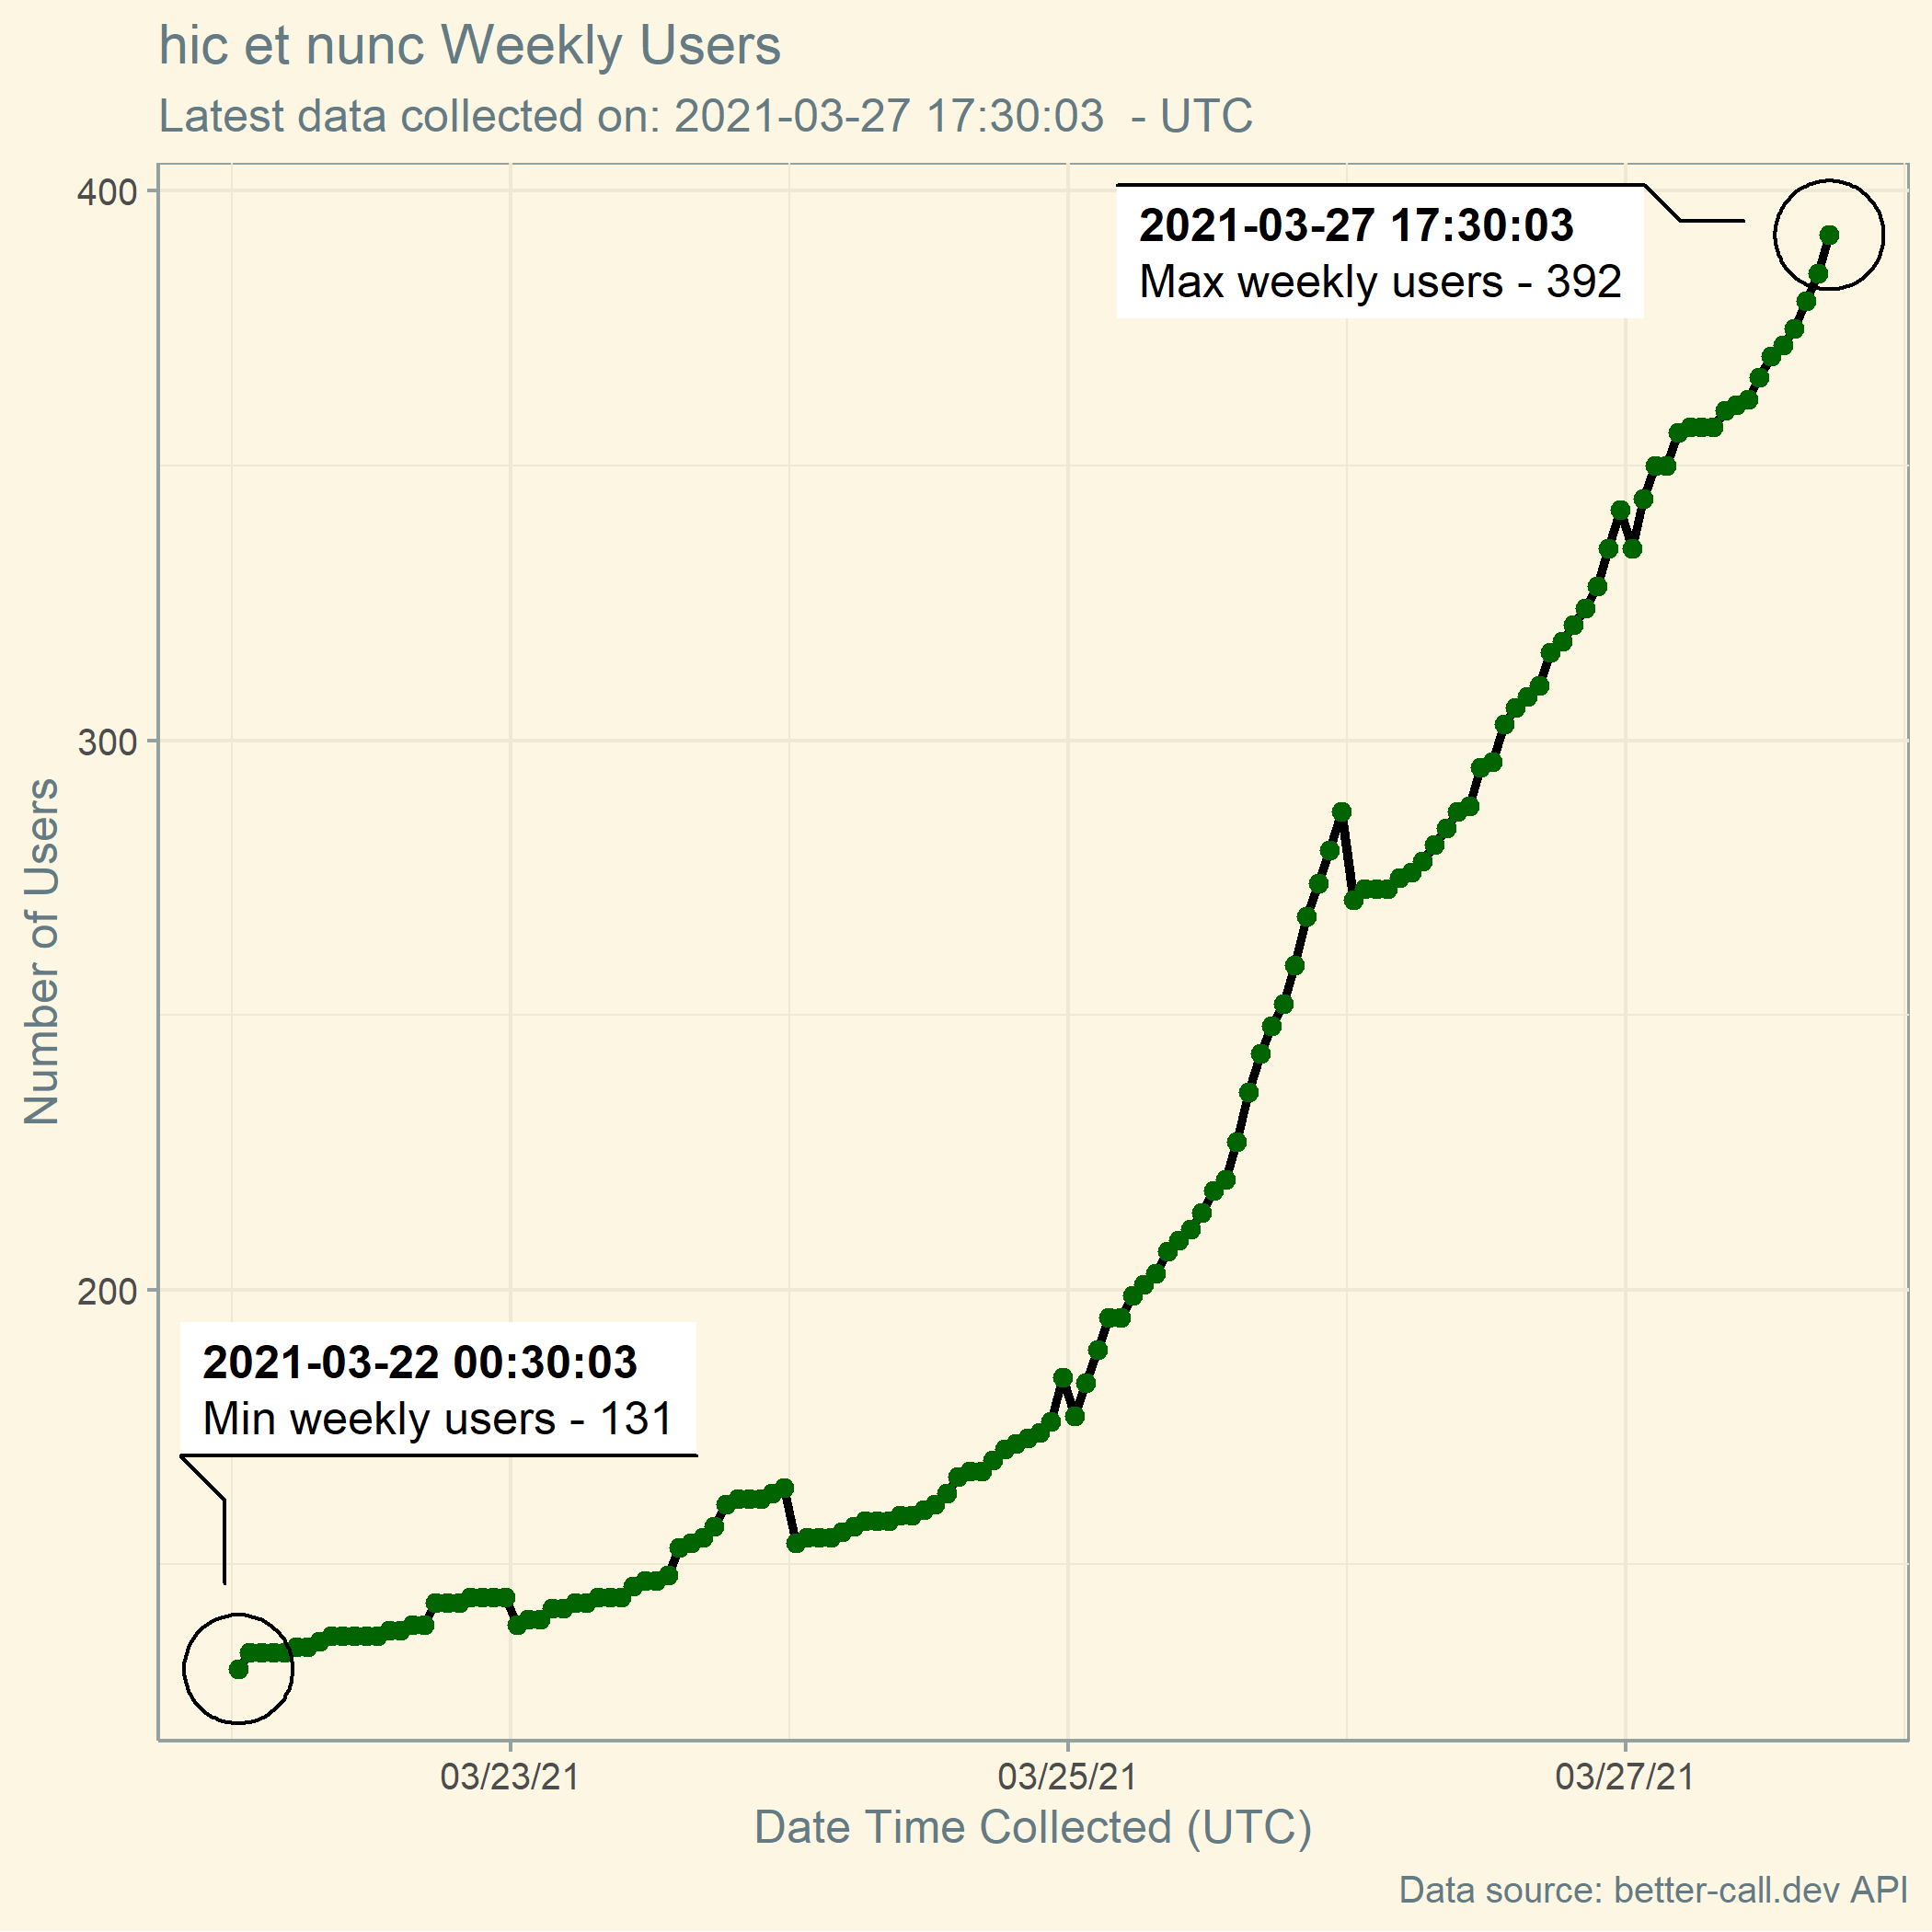 hic et nunc Weekly Users
Latest data collected on: 2021-03-27 17:30:03  - UTC
400
2021-03-27 17:30:03
Max weekly users - 392
300
Number of Users
200
2021-03-22 00:30:03
Min weekly users - 131
03/23/21
03/25/21
03/27/21
Date Time Collected (UTC)
Data source: better-call.dev API